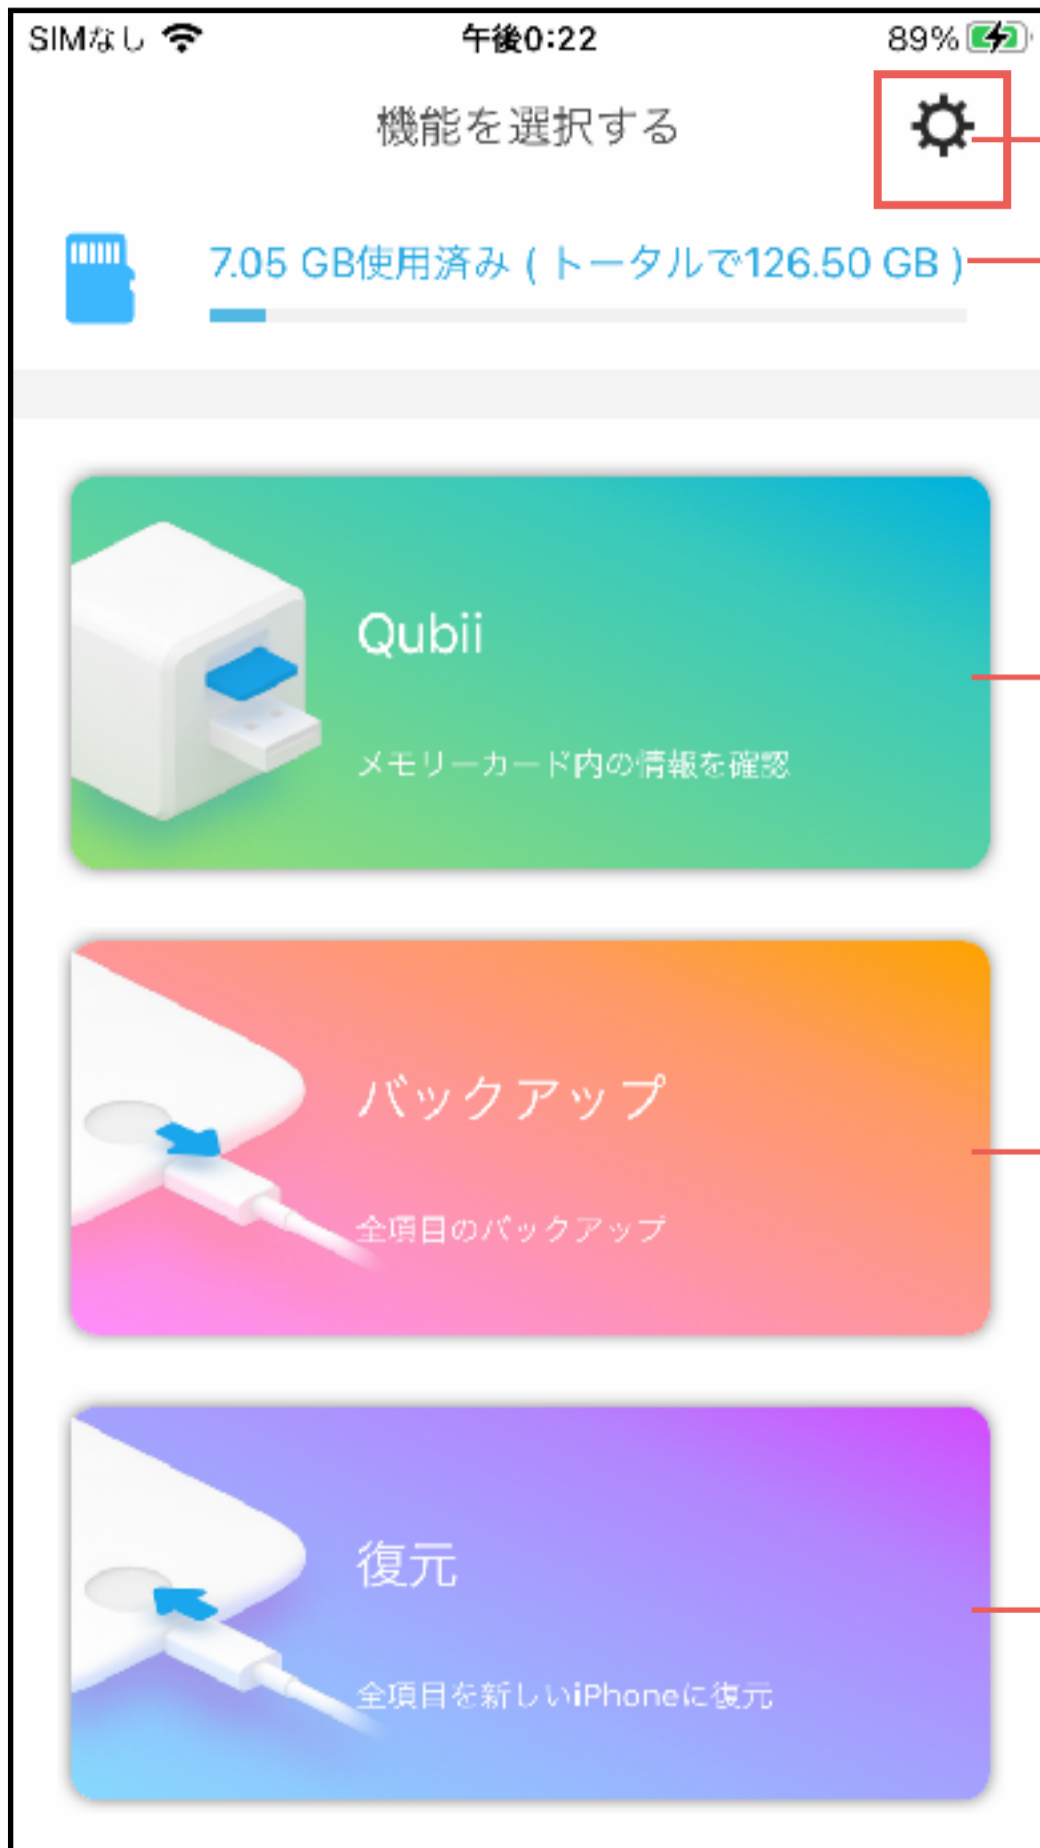 SIMなし 午後0:22 89%
機能を選択する
7.05 GB使用済み ( トータルで126.50 GB )
Qubii
メモリーカード内の情報を確認
バックアップ
全項目のバックアップ
復元
全項目を新しいiPhoneに復元